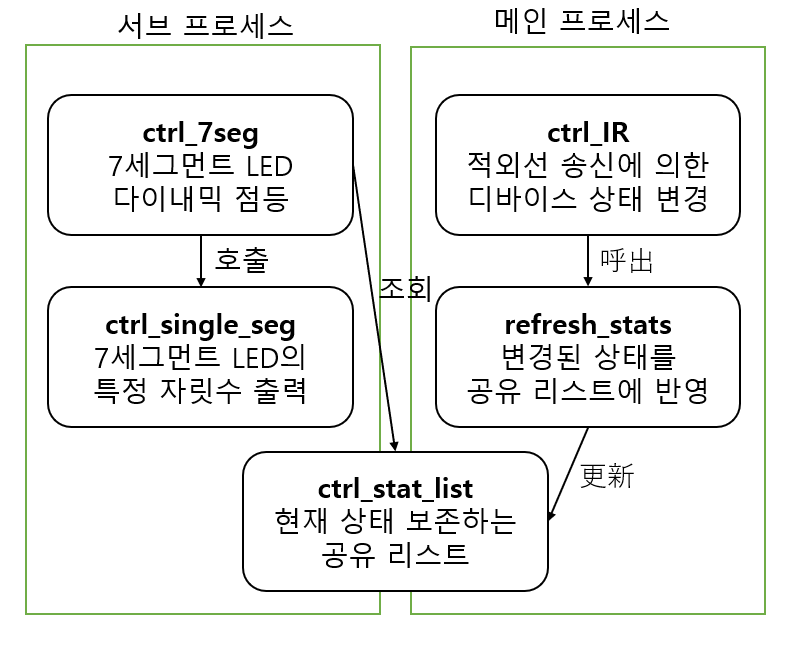 서브 프로세스
메인 프로세스
ctrl_7seg
7세그먼트 LED
다이내믹 점등
ctrl_IR
적외선 송신에 의한
디바이스 상태 변경
호출
조회
呼出
ctrl_single_seg
7세그먼트 LED의
특정 자릿수 출력
refresh_stats
변경된 상태를
공유 리스트에 반영
更新
ctrl_stat_list
현재 상태 보존하는
공유 리스트